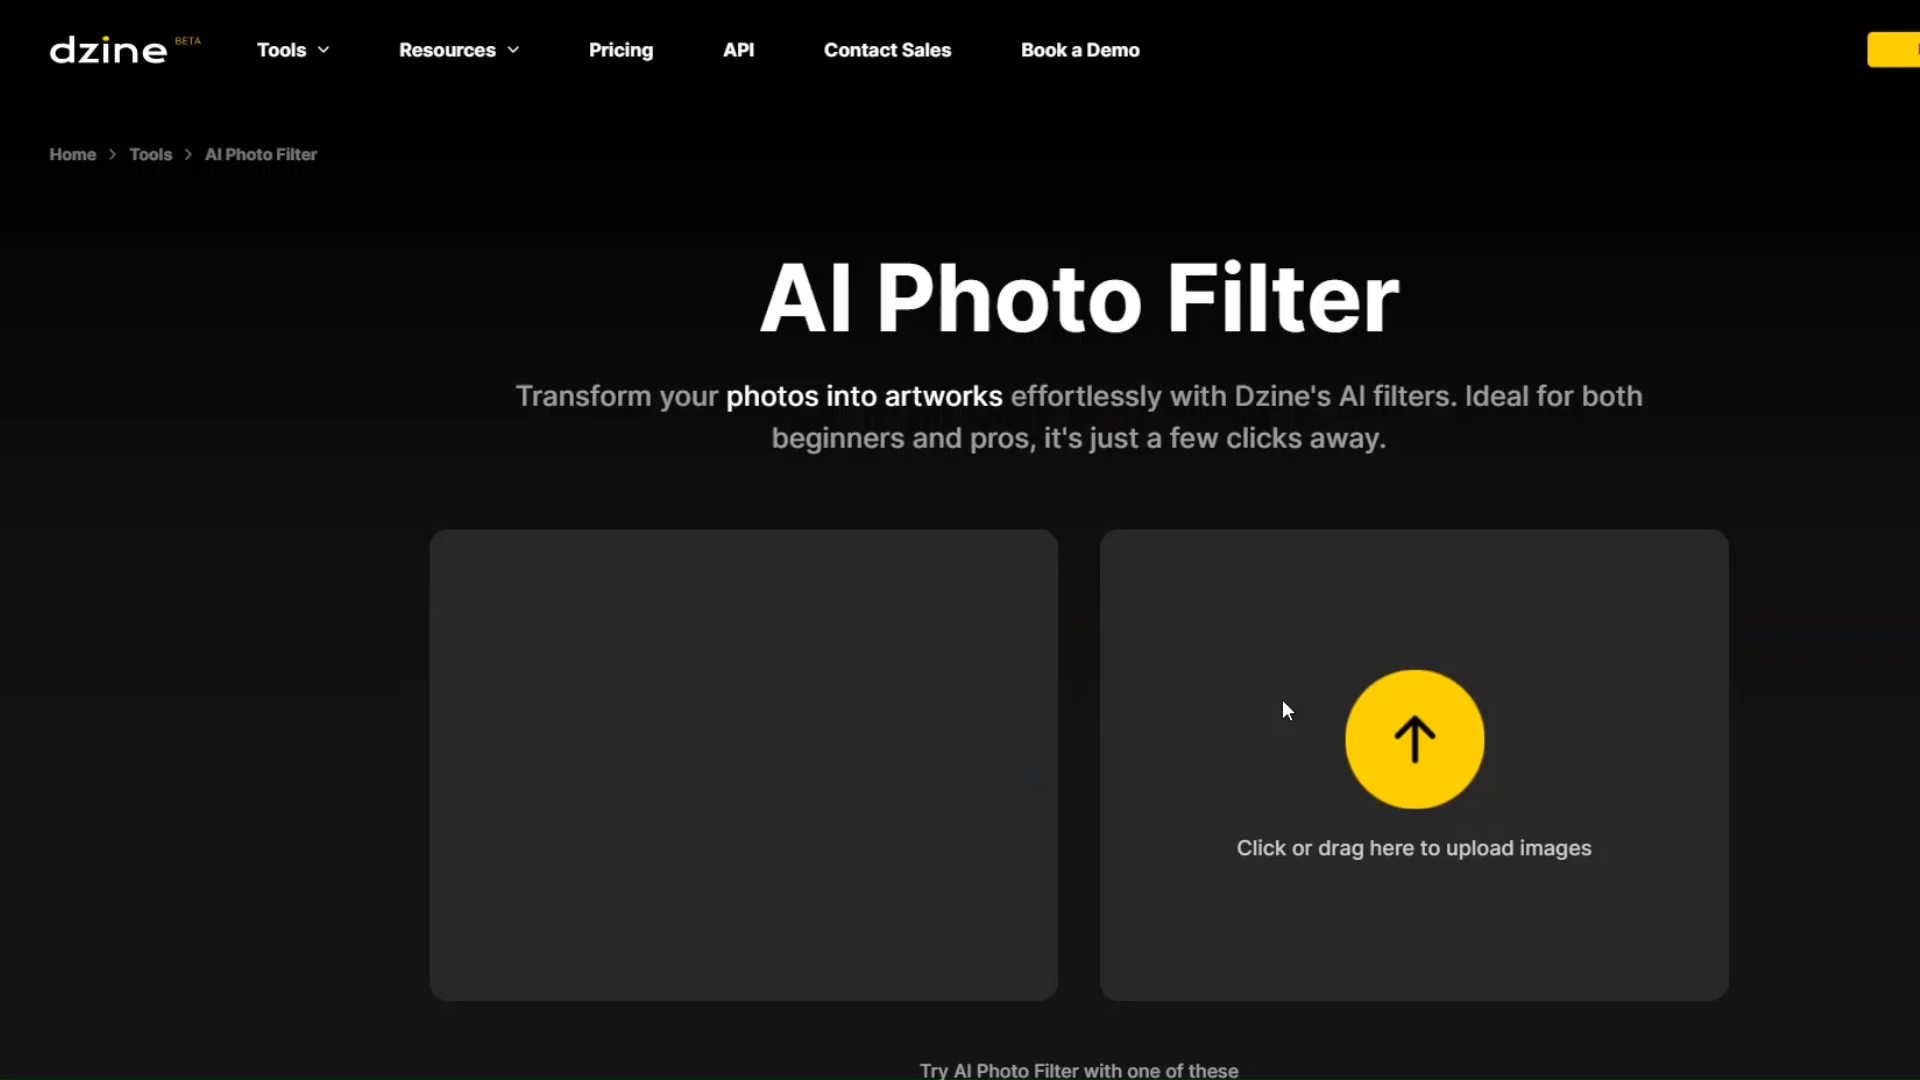 dzine BETA
Tools
Resources
Pricing
API
Contact Sales
Book a Demo
Home > Tools > AI Photo Filter
AI Photo Filter
Transform your photos into artworks effortlessly with Dzine's AI filters. Ideal for both
beginners and pros, it's just a few clicks away.
Click or drag here to upload images
Try AI Photo Filter with one of these